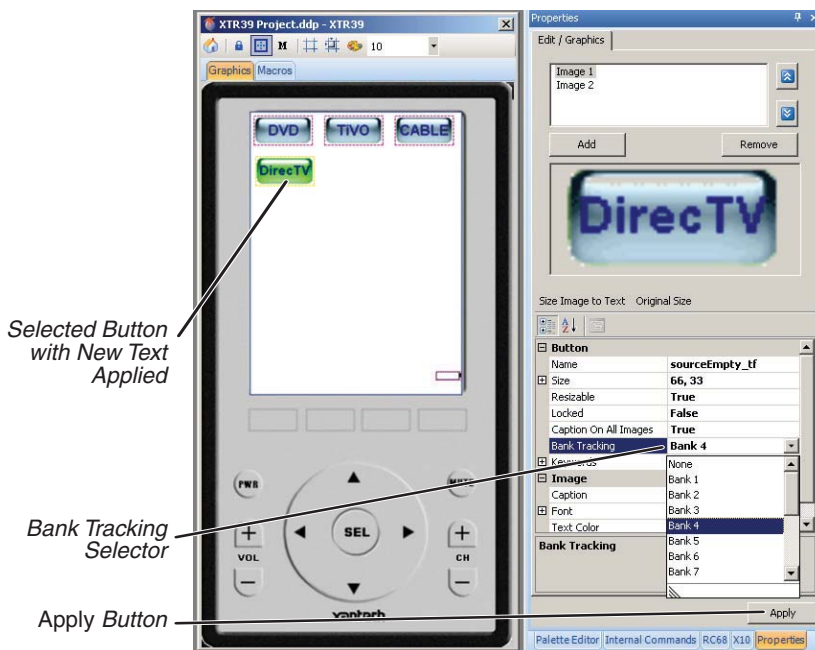 XTR39 Project.ddp - XTR39
M
10
Graphics Macros
DVD TiVO CABLE
DirecTV
PWR
MUTE
SEL
+
VOL
−
+
CH
−
Selected Button
with New Text
Applied
Bank Tracking
Selector
Apply Button
Properties
Edit / Graphics
Image 1
Image 2
Add Remove
DirecTV
Size Image to Text Original Size
Button
Name sourceEmpty_tf
Size 66, 33
Resizable True
Locked False
Caption On All Images True
Bank Tracking Bank 4
Keywords
Image
Caption
Font
Text Color
None
Bank 1
Bank 2
Bank 3
Bank 4
Bank 5
Bank 6
Bank 7
Bank Tracking
Apply
Palette Editor Internal Commands RC68 X10 Properties